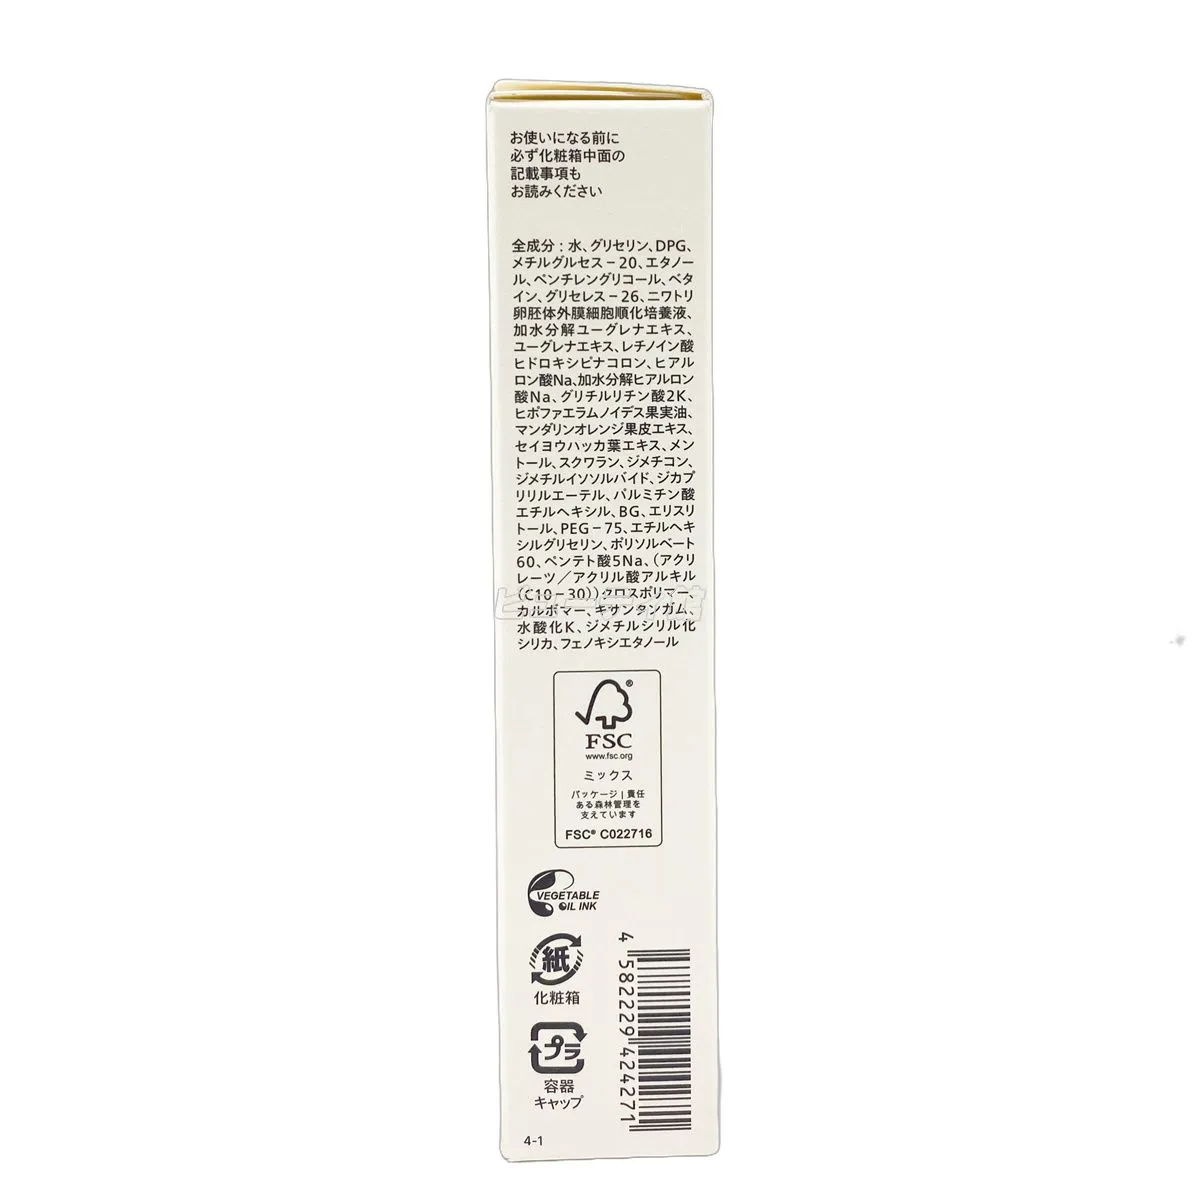 お使いになる前に
必ず化粧箱中面の
記載事項も
お読みください
全成分：水、グリセリン、DPG、
メチルグルセス－20、エタノー
ル、ペンチレングリコール、ベタ
イン、グリセレス－26、ニワトリ
卵胚体外膜細胞順化培養液、
加水分解ユーグレナエキス、
ユーグレナエキス、レチノイン酸
ヒドロキシピナコロン、ヒアル
ロン酸Na、加水分解ヒアルロン
酸Na、グリチルリチン酸2K、
ヒポファエラムノイデス果実油、
マンダリンオレンジ果皮エキス、
セイヨウハッカ葉エキス、メン
トール、スクワラン、ジメチコン、
ジメチルイソソルバイド、ジカプ
リリルエーテル、パルミチン酸
エチルヘキシル、BG、エリスリ
トール、PEG－75、エチルヘキ
シルグリセリン、ポリソルベート
60、ペンテト酸5Na、（アクリ
レーツ／アクリル酸アルキル
（C10－30））クロスポリマー、
カルボマー、キサンタンガム、
水酸化K、ジメチルシリル化
シリカ、フェノキシエタノール
ビューティ館
FSC®
www.fsc.org
ミックス
パッケージ | 責任
ある森林管理を
支えています
FSC® C022716
VEGETABLE
OIL INK
紙
化粧箱
プラ
容器
キャップ
4 582229 424271
4-1